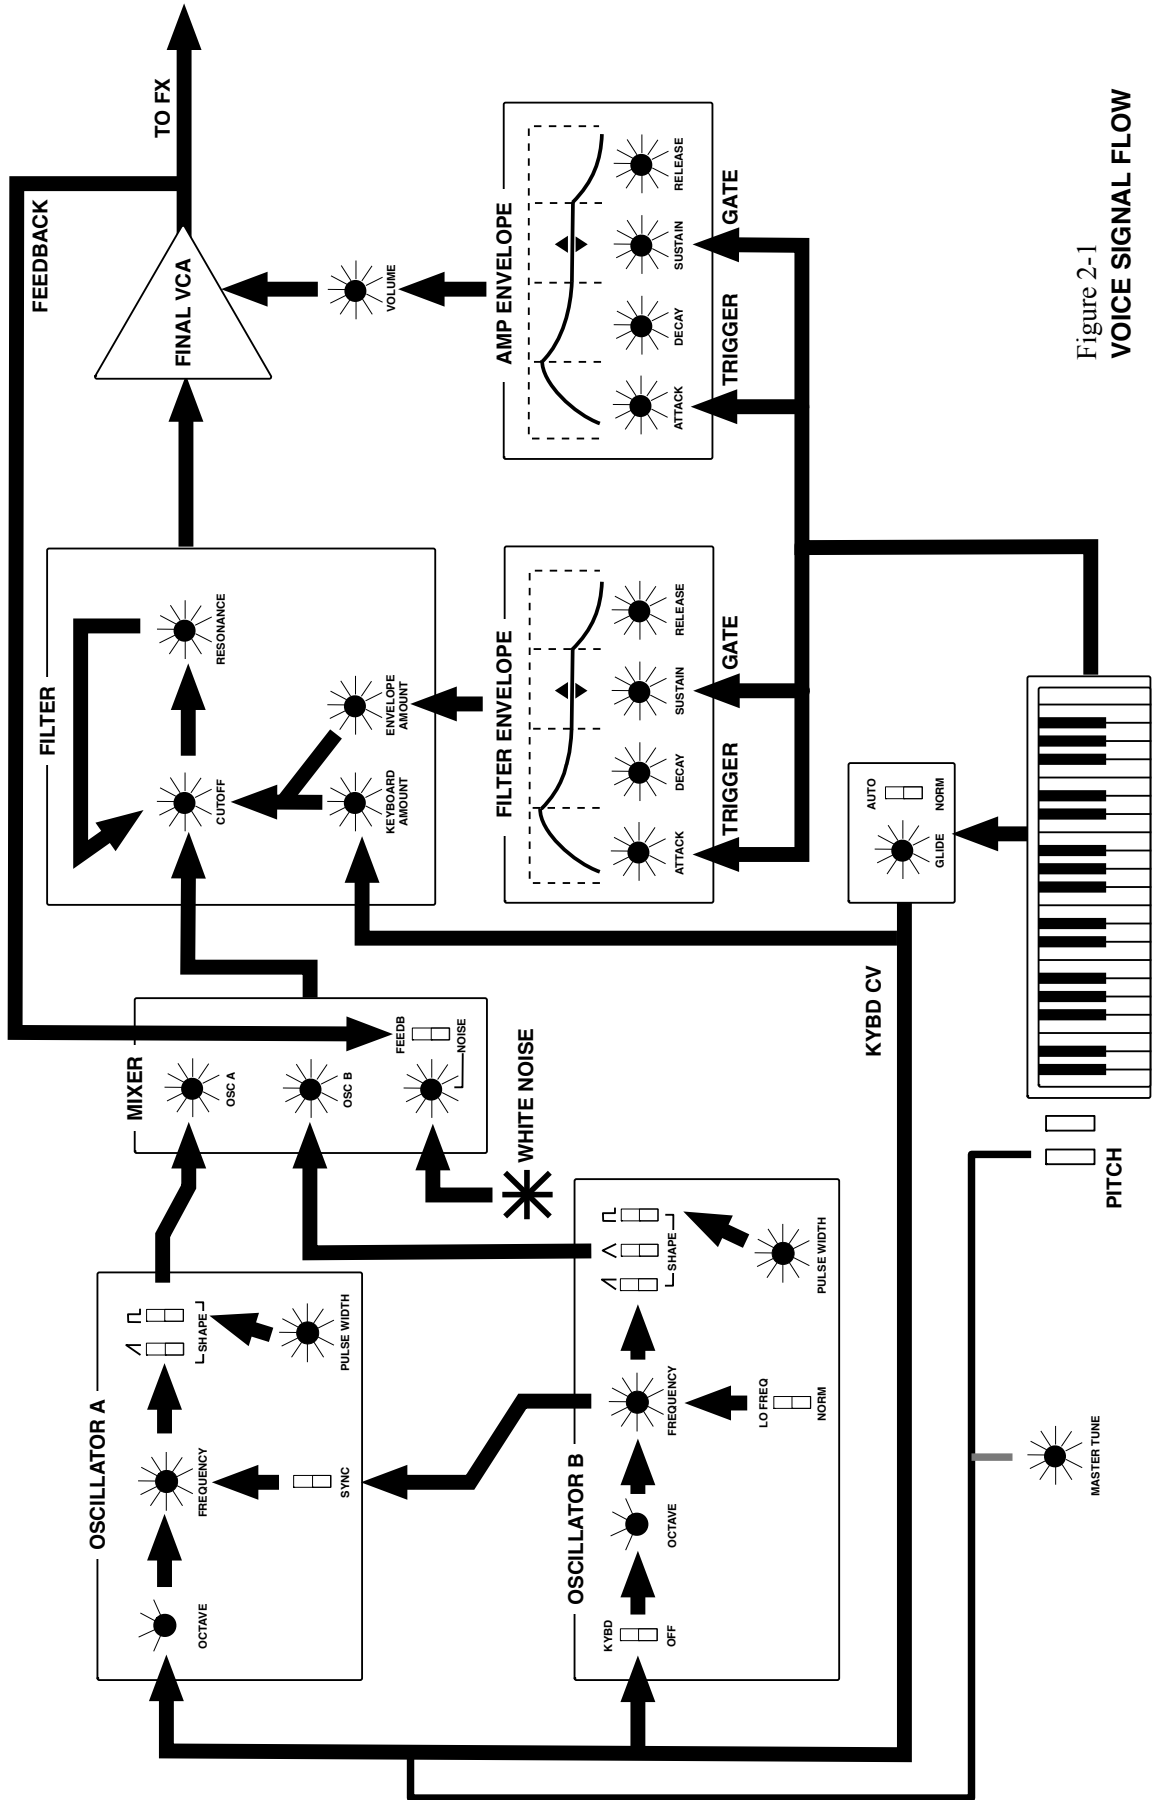 OSCILLATOR A
OCTAVE
FREQUENCY
SYNC
SHAPE
PULSE WIDTH
OSCILLATOR B
KYBD
OFF
OCTAVE
FREQUENCY
LO FREQ
NORM
SHAPE
PULSE WIDTH
MASTER TUNE
PITCH
WHITE NOISE
MIXER
OSC A
OSC B
FEEDB
NOISE
KYBD CV
GLIDE
AUTO
NORM
FILTER
CUTOFF
RESONANCE
KEYBOARD
AMOUNT
ENVELOPE
AMOUNT
FILTER ENVELOPE
ATTACK
DECAY
SUSTAIN
RELEASE
TRIGGER
GATE
FEEDBACK
FINAL VCA
TO FX
VOLUME
AMP ENVELOPE
ATTACK
DECAY
SUSTAIN
RELEASE
TRIGGER
GATE
Figure 2-1
VOICE SIGNAL FLOW